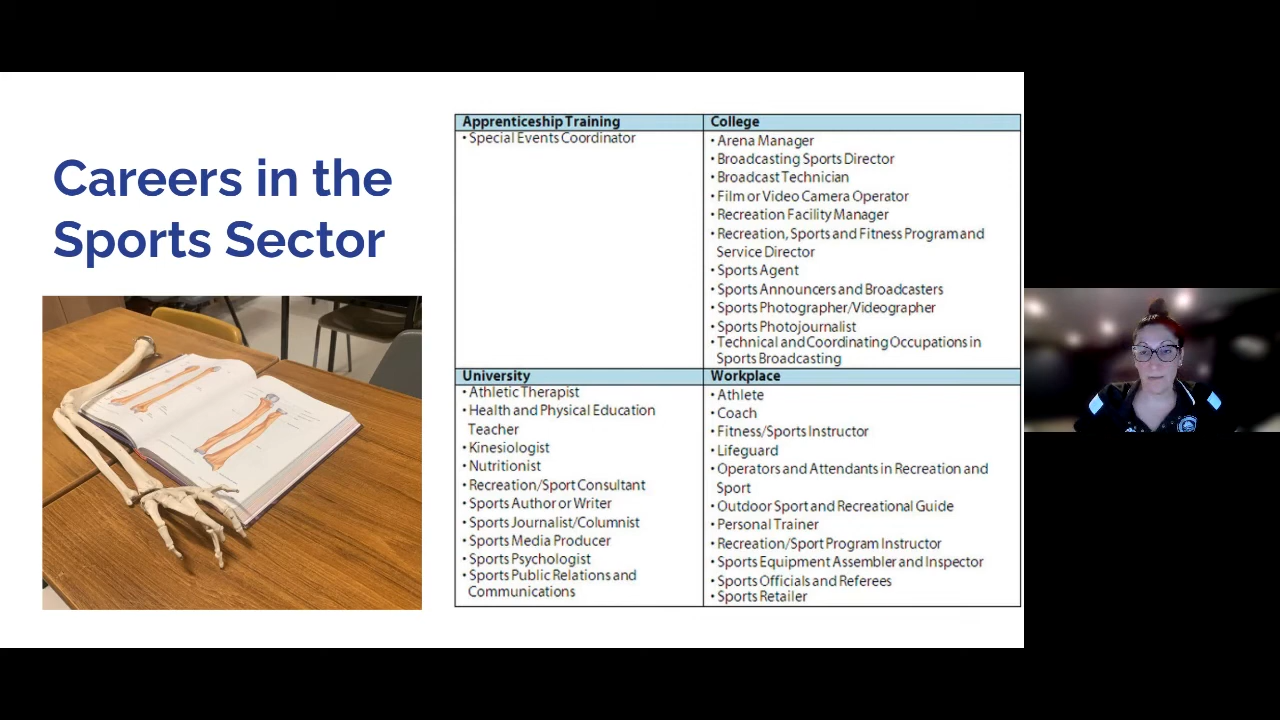 Careers in the
Sports Sector
Apprenticeship Training
• Special Events Coordinator
College
• Arena Manager
• Broadcasting Sports Director
• Broadcast Technician
• Film or Video Camera Operator
• Recreation Facility Manager
• Recreation, Sports and Fitness Program and
Service Director
• Sports Agent
• Sports Announcers and Broadcasters
• Sports Photographer/Videographer
• Sports Photojournalist
• Technical and Coordinating Occupations in
Sports Broadcasting
University
• Athletic Therapist
• Health and Physical Education
Teacher
• Kinesiologist
• Nutritionist
• Recreation/Sport Consultant
• Sports Author or Writer
• Sports Journalist/Columnist
• Sports Media Producer
• Sports Psychologist
• Sports Public Relations and
Communications
Workplace
• Athlete
• Coach
• Fitness/Sports Instructor
• Lifeguard
• Operators and Attendants in Recreation and
Sport
• Outdoor Sport and Recreational Guide
• Personal Trainer
• Recreation/Sport Program Instructor
• Sports Equipment Assembler and Inspector
• Sports Officials and Referees
• Sports Retailer